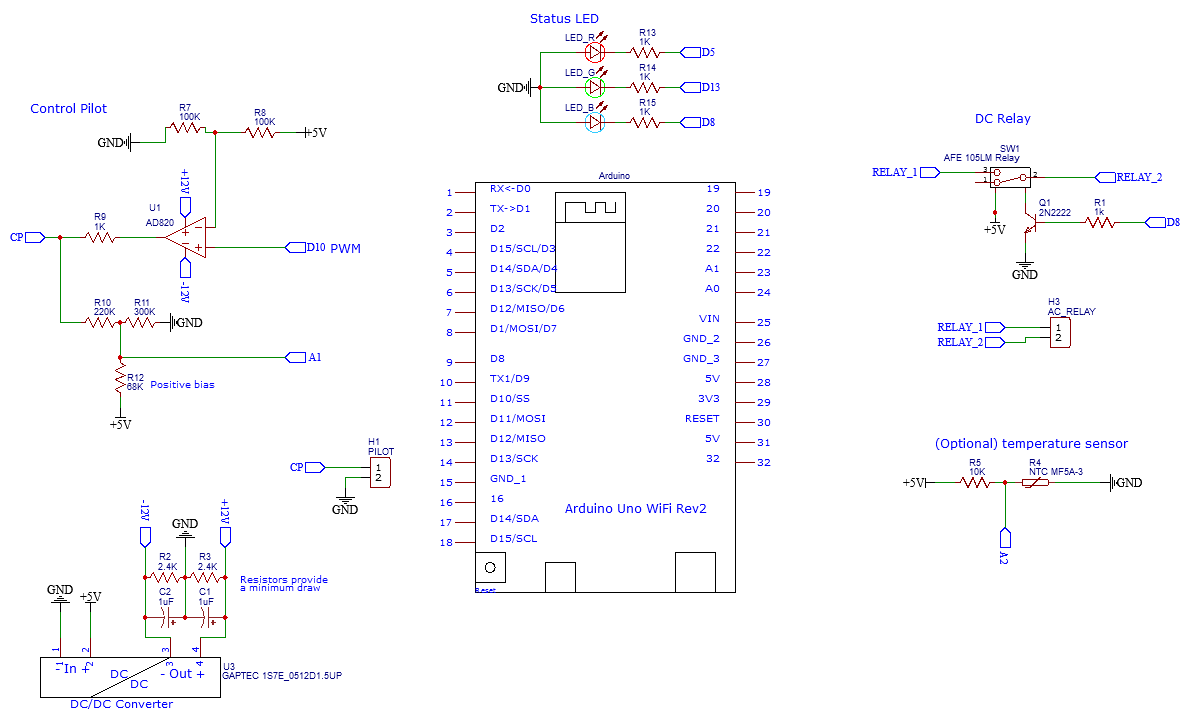 Status LED
LED_R
R13
1K
D5
LED_G
R14
1K
GND
D13
LED_B
R15
1K
D8
Control Pilot
R7
100K
R8
100K
GND
+5V
+12V
U1
AD820
R9
1K
CP
D10 PWM
-12V
R10
220K
R11
300K
GND
A1
R12
68K
Positive bias
+5V
H1
PILOT
CP
1
2
GND
-12V
+12V
GND
R2
2.4K
R3
2.4K
Resistors provide
a minimum draw
C2
1uF
C1
1uF
GND
+5V
1
2
3
4
1
2
3
4
- In +
DC
DC
- Out +
U3
GAPTEC 1S7E_0512D1.5UP
DC/DC Converter
Arduino
1 RX<-D0 19 19
2 TX->D1 20 20
3 D2 21 21
4 D15/SCL/D3 22 22
5 D14/SDA/D4 A1 23
6 D13/SCK/D5 A0 24
7 D12/MISO/D6 VIN 25
8 D1/MOSI/D7 GND_2 26
9 D8 GND_3 27
10 TX1/D9 5V 28
11 D10/SS 3V3 29
12 D11/MOSI RESET 30
13 D12/MISO 5V 31
14 D13/SCK 32 32
15 GND_1
16 16
17 D14/SDA
18 D15/SCL
Arduino Uno WiFi Rev2
Reset
DC Relay
SW1
AFE 105LM Relay
RELAY_1
3
1
2
RELAY_2
Q1
2N2222
R1
1k
D8
+5V
GND
H3
AC_RELAY
RELAY_1
1
RELAY_2
2
(Optional) temperature sensor
R5
10K
R4
NTC MF5A-3
+5V
GND
A2